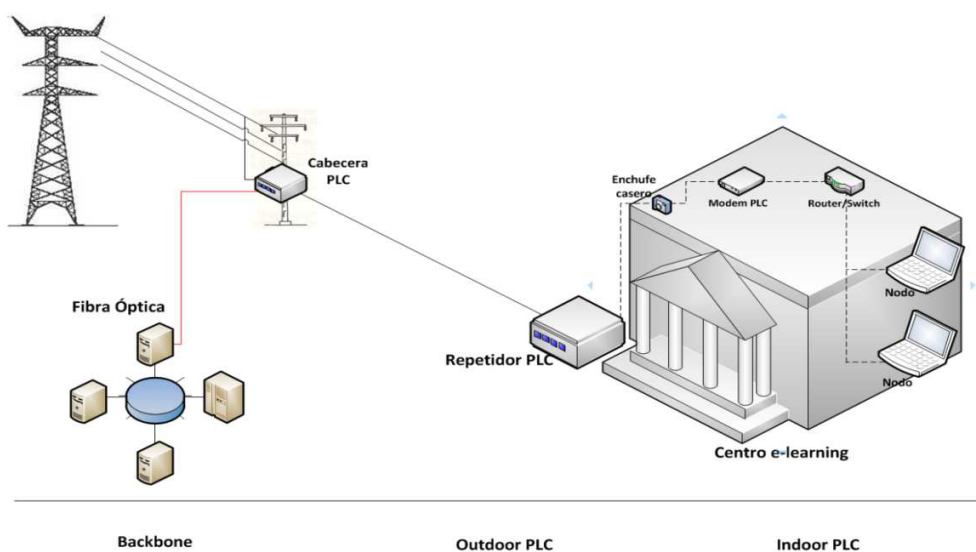 Cabecera
PLC
Enchufe
casero
Modem PLC
Router/Switch
Nodo
Fibra Óptica
Repetidor PLC
Nodo
Centro e-learning
Backbone
Outdoor PLC
Indoor PLC